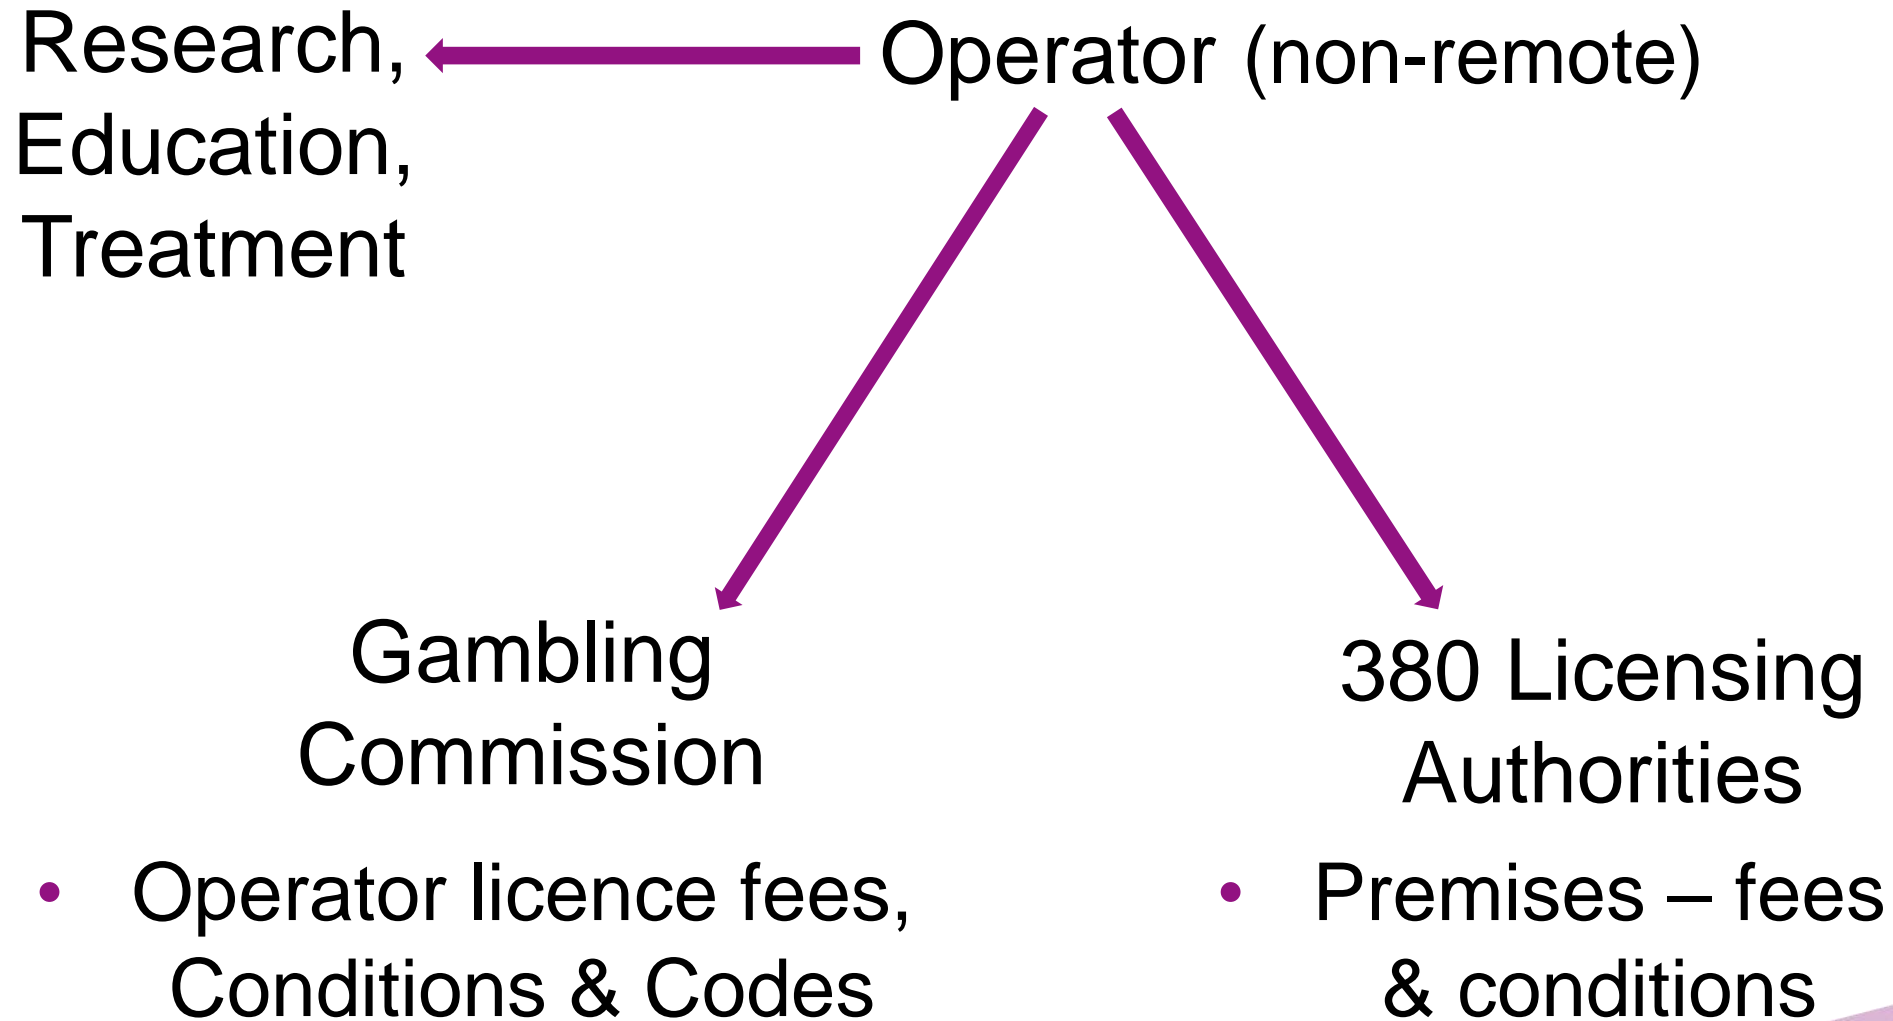 Research,
Education,
Treatment
Operator (non-remote)
Gambling
Commission
• Operator licence fees,
Conditions & Codes
380 Licensing
Authorities
• Premises – fees
& conditions